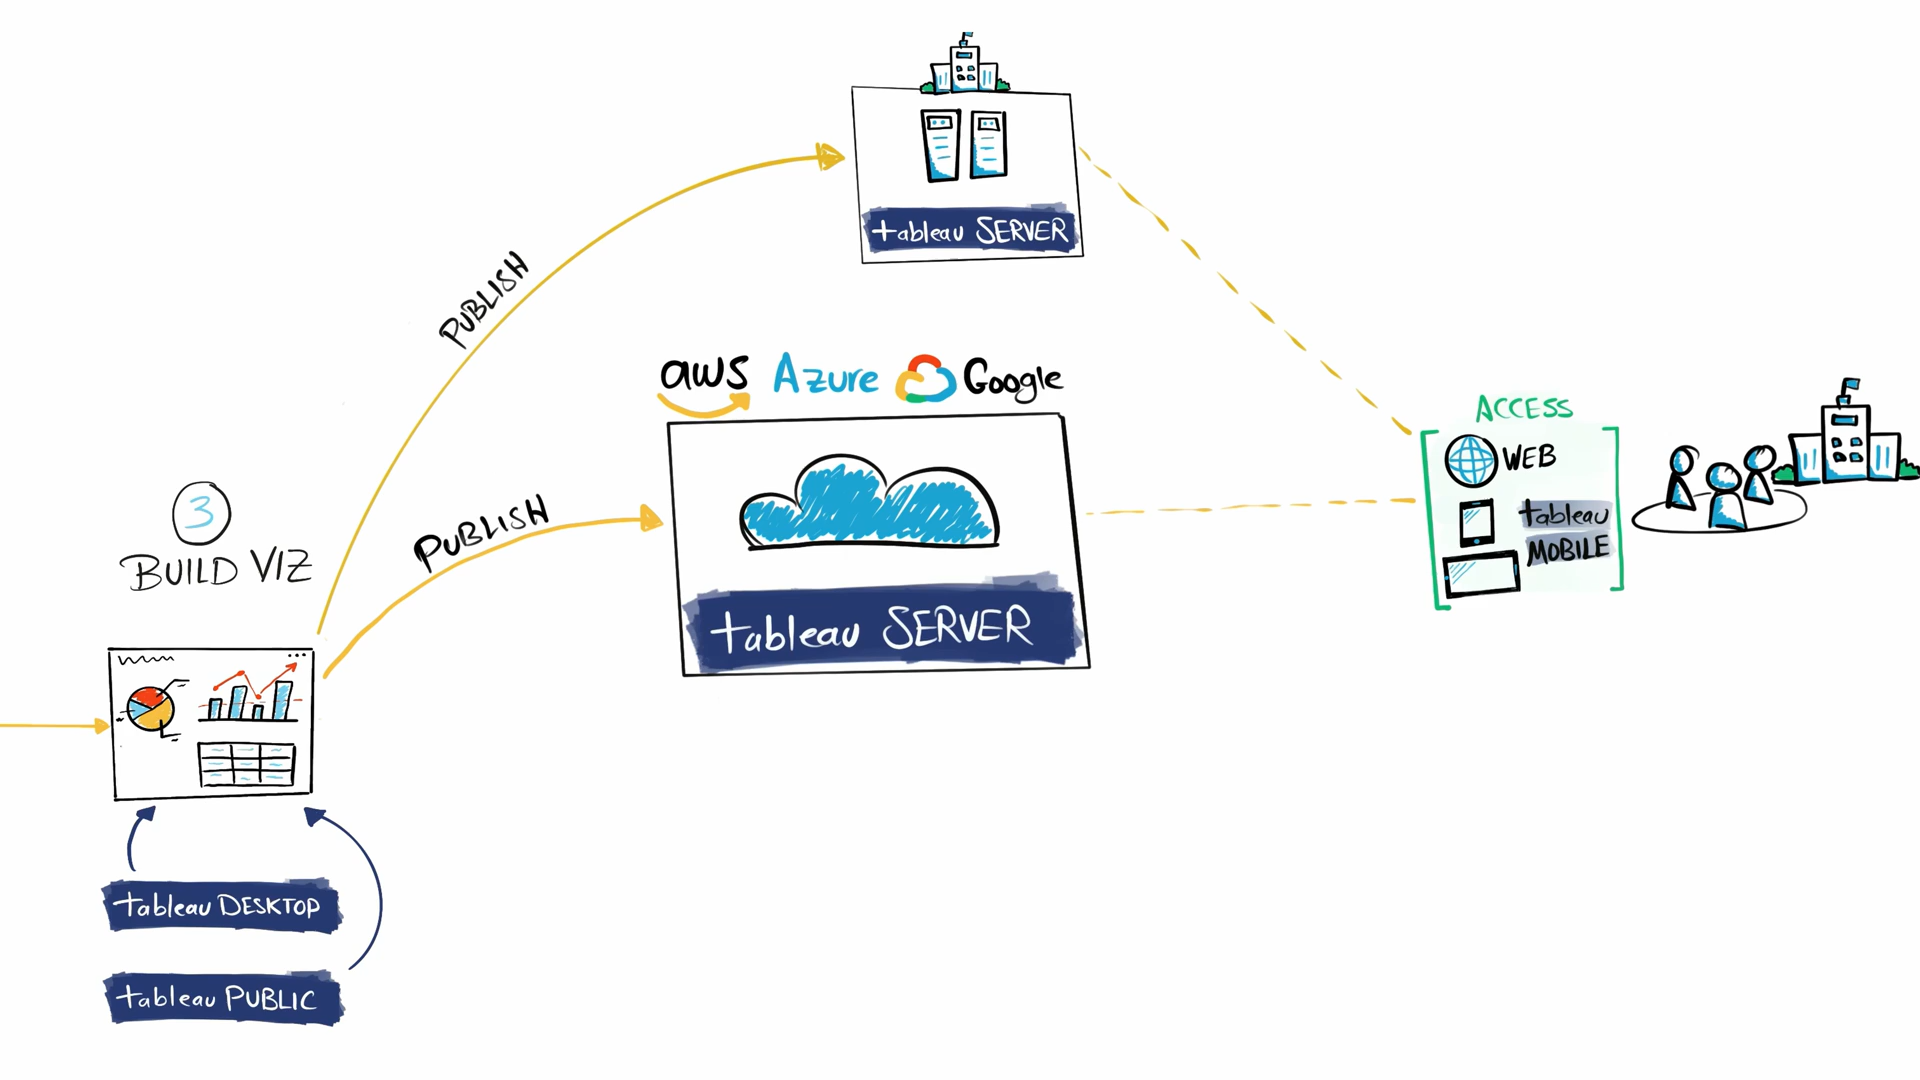 tableau SERVER
PUBLISH
aws Azure Google
ACCESS
WEB
tableau
MOBILE
3
BUILD VIZ
PUBLISH
tableau SERVER
tableau DESKTOP
tableau PUBLIC